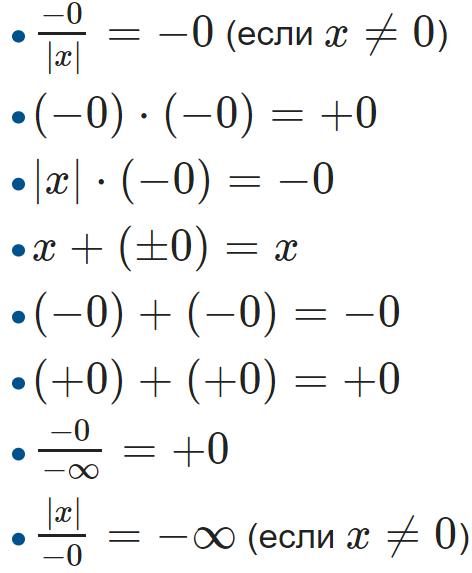 • −0/|x| = −0 (если x ≠ 0)
• (−0) · (−0) = +0
• |x| · (−0) = −0
• x + (±0) = x
• (−0) + (−0) = −0
• (+0) + (+0) = +0
• −0/−∞ = +0
• |x|/−0 = −∞ (если x ≠ 0)